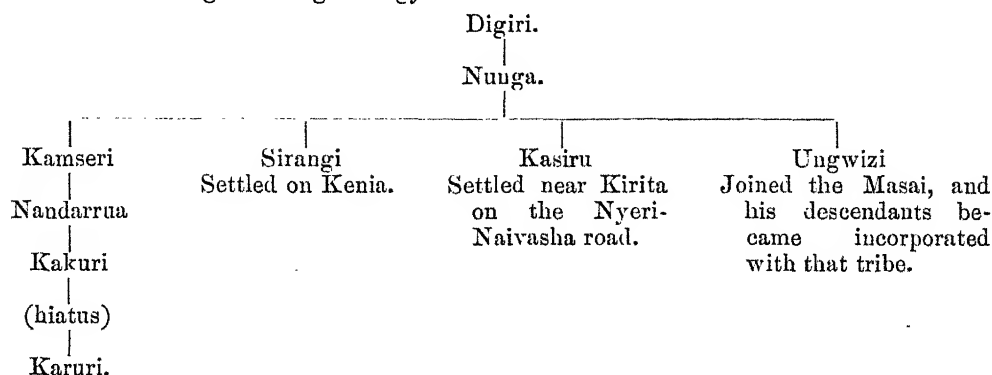 Digiri.
Nuuga.
Kamseri
Nandarrua
Kakuri
(hiatus)
Karuri.
Sirangi
Settled on Kenia.
Kasiru
Settled near Kirita
on the Nyeri-
Naivasha road.
Ungwizi
Joined the Masai, and
his descendants be-
came incorporated
with that tribe.